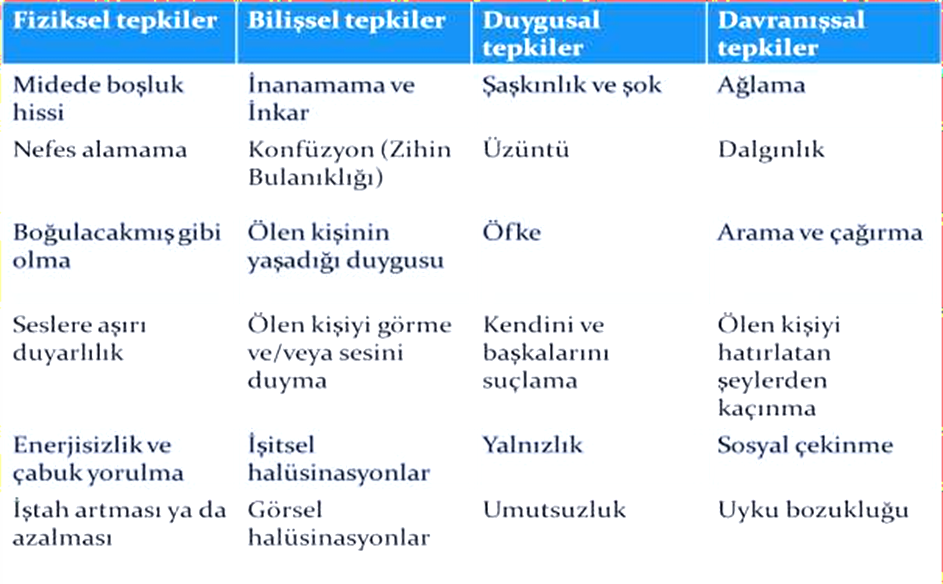 Fiziksel tepkiler
Bilişsel tepkiler
Duygusal
tepkiler
Davranışsal
tepkiler
Midede boşluk
hissi
İnanamama ve
İnkar
Şaşkınlık ve şok
Ağlama
Nefes alamama
Konfüzyon (Zihin
Bulanıklığı)
Üzüntü
Dalgınlık
Boğulacakmış gibi
olma
Ölen kişinin
yaşadığı duygusu
Öfke
Arama ve çağırma
Seslere aşırı
duyarlılık
Ölen kişiyi görme
ve/veya sesini
duyma
Kendini ve
başkalarını
suçlama
Ölen kişiyi
hatırlatan
şeylerden
kaçınma
Enerjisizlik ve
çabuk yorulma
İşitsel
halüsinasyonlar
Yalnızlık
Sosyal çekinme
İştah artması ya da
azalması
Görsel
halüsinasyonlar
Umutsuzluk
Uyku bozukluğu